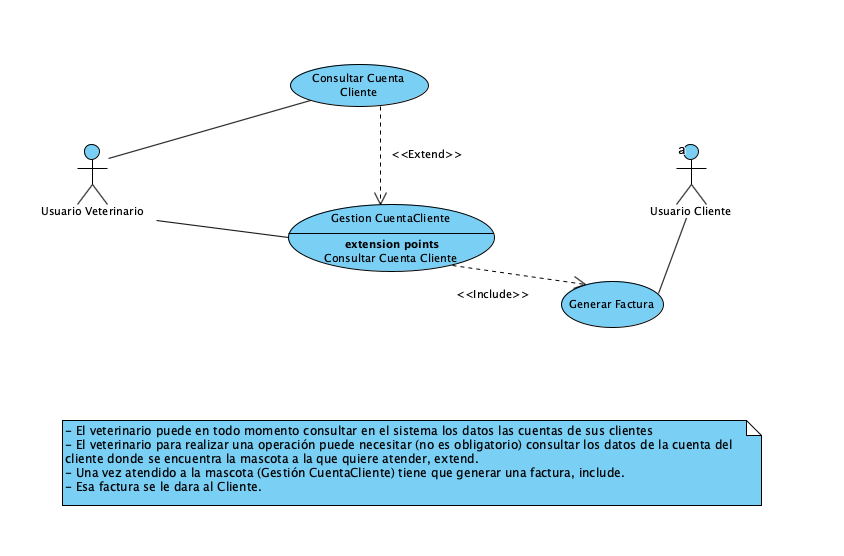 Consultar Cuenta
Cliente
<<Extend>>
a
Usuario Veterinario
Usuario Cliente
Gestion CuentaCliente
extension points
Consultar Cuenta Cliente
<<Include>>
Generar Factura
- El veterinario puede en todo momento consultar en el sistema los datos las cuentas de sus clientes
- El veterinario para realizar una operación puede necesitar (no es obligatorio) consultar los datos de la cuenta del
cliente donde se encuentra la mascota a la que quiere atender, extend.
- Una vez atendido a la mascota (Gestión CuentaCliente) tiene que generar una factura, include.
- Esa factura se le dara al Cliente.